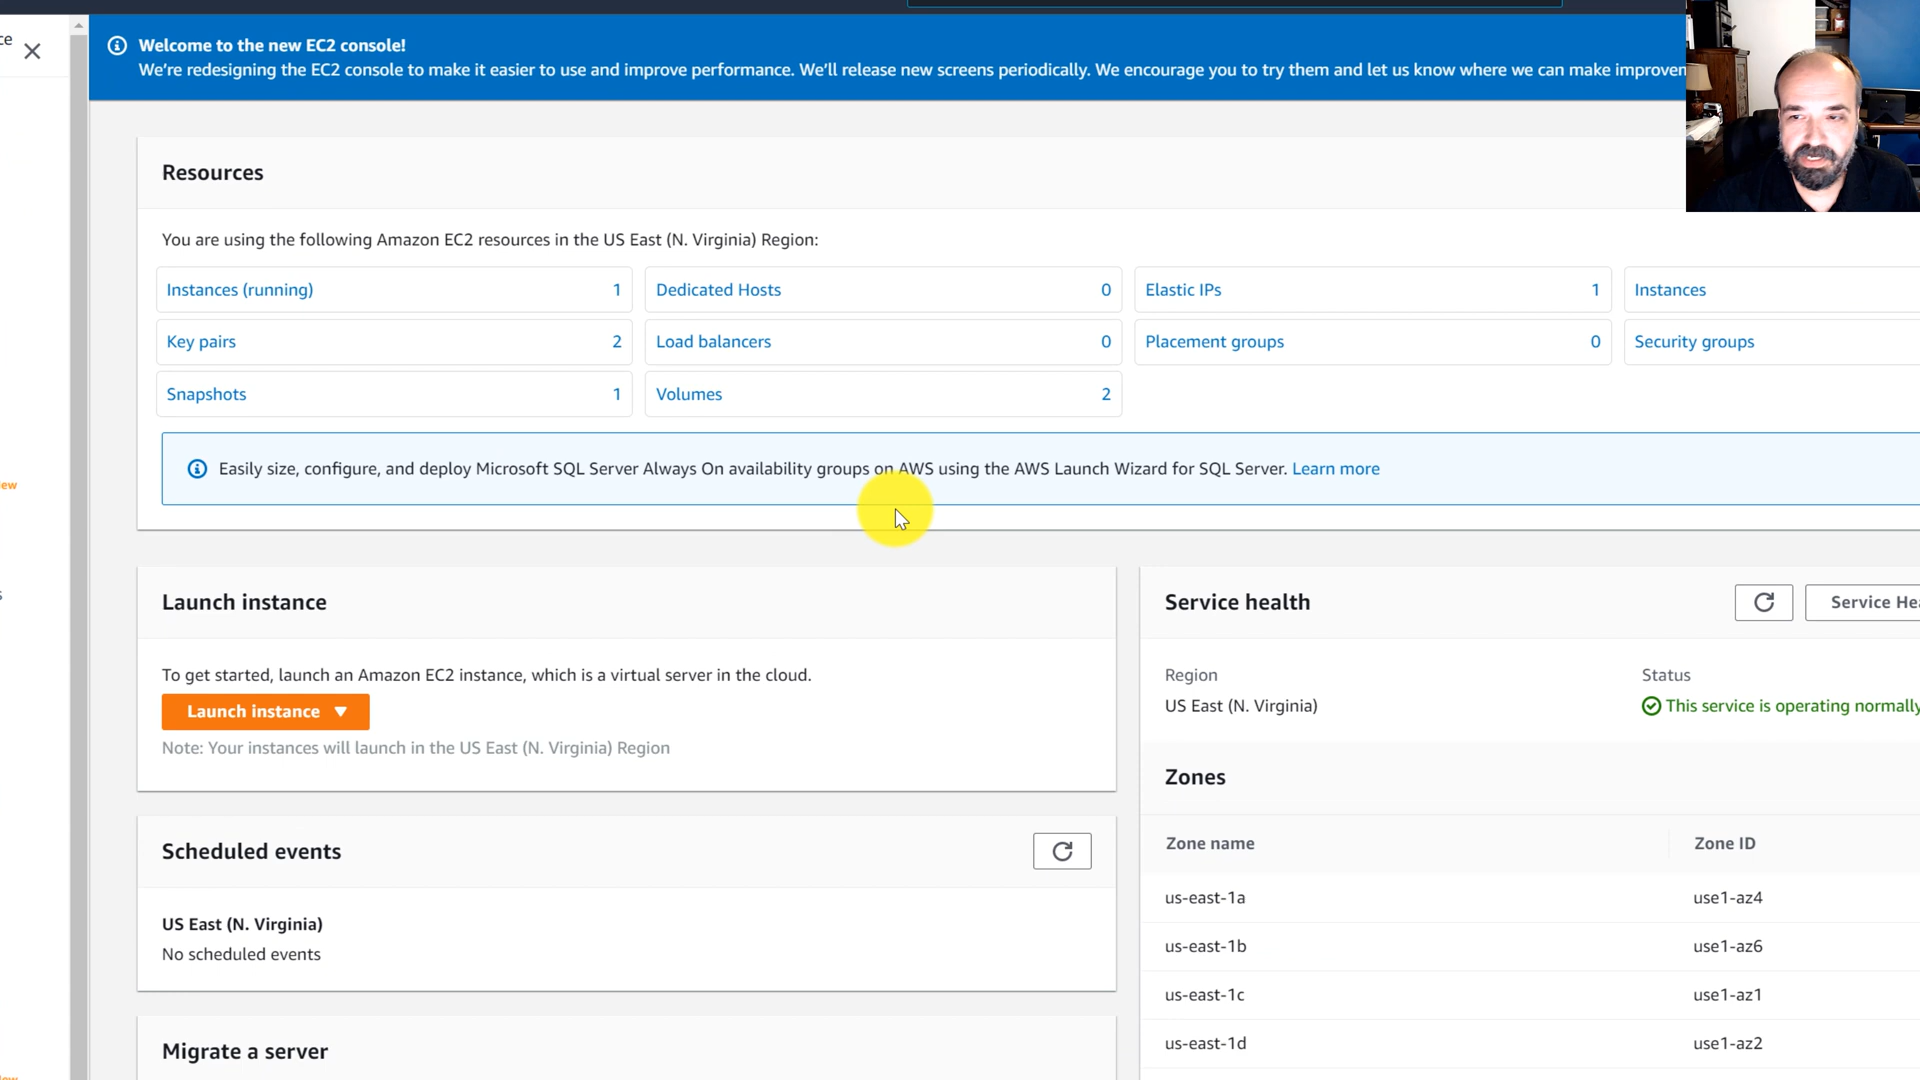 ce
Welcome to the new EC2 console!
We're redesigning the EC2 console to make it easier to use and improve performance. We'll release new screens periodically. We encourage you to try them and let us know where we can make improvem
Resources
You are using the following Amazon EC2 resources in the US East (N. Virginia) Region:
Instances (running) 1 Dedicated Hosts 0 Elastic IPs 1 Instances
Key pairs 2 Load balancers 0 Placement groups 0 Security groups
Snapshots 1 Volumes 2
Easily size, configure, and deploy Microsoft SQL Server Always On availability groups on AWS using the AWS Launch Wizard for SQL Server. Learn more
ew
s
Launch instance
To get started, launch an Amazon EC2 instance, which is a virtual server in the cloud.
Launch instance
Note: Your instances will launch in the US East (N. Virginia) Region
Scheduled events
US East (N. Virginia)
No scheduled events
Migrate a server
Service health
Service Hea
Region Status
US East (N. Virginia) This service is operating normally
Zones
Zone name Zone ID
us-east-1a use1-az4
us-east-1b use1-az6
us-east-1c use1-az1
us-east-1d use1-az2